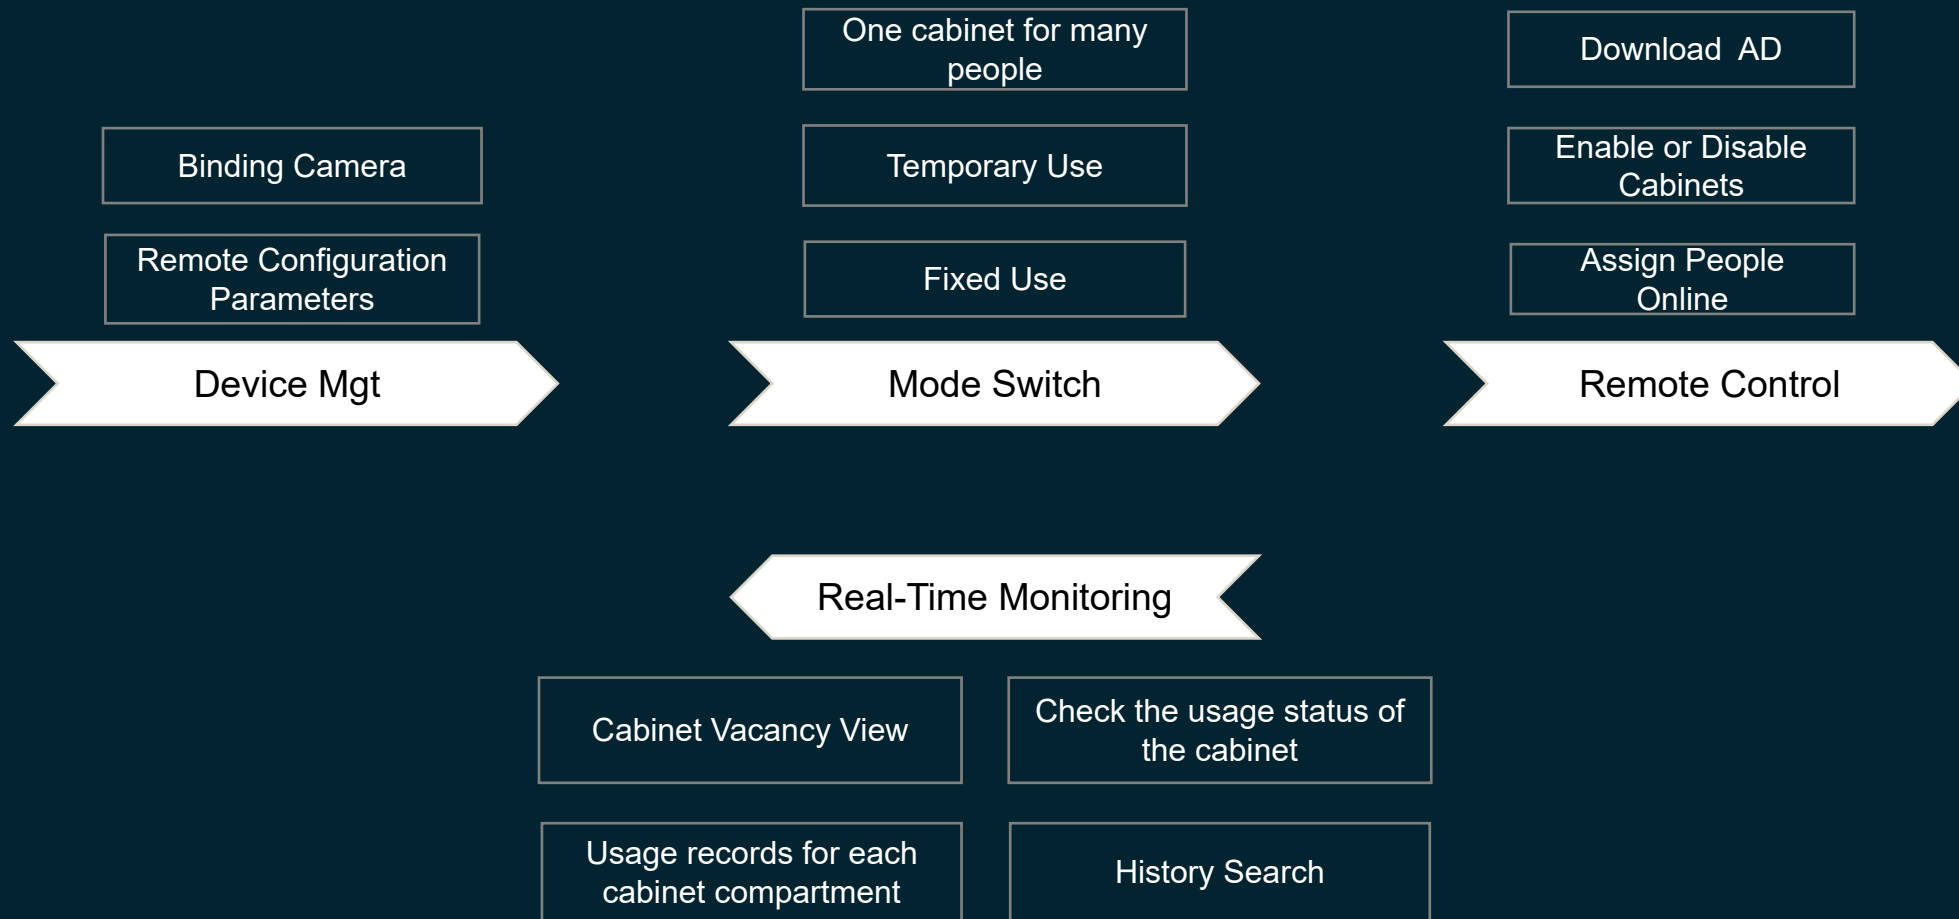 One cabinet for many
people
Download  AD
Binding Camera
Temporary Use
Enable or Disable
Cabinets
Remote Configuration
Parameters
Fixed Use
Assign People
Online
Device Mgt
Mode Switch
Remote Control
Real-Time Monitoring
Cabinet Vacancy View
Check the usage status of
the cabinet
Usage records for each
cabinet compartment
History Search